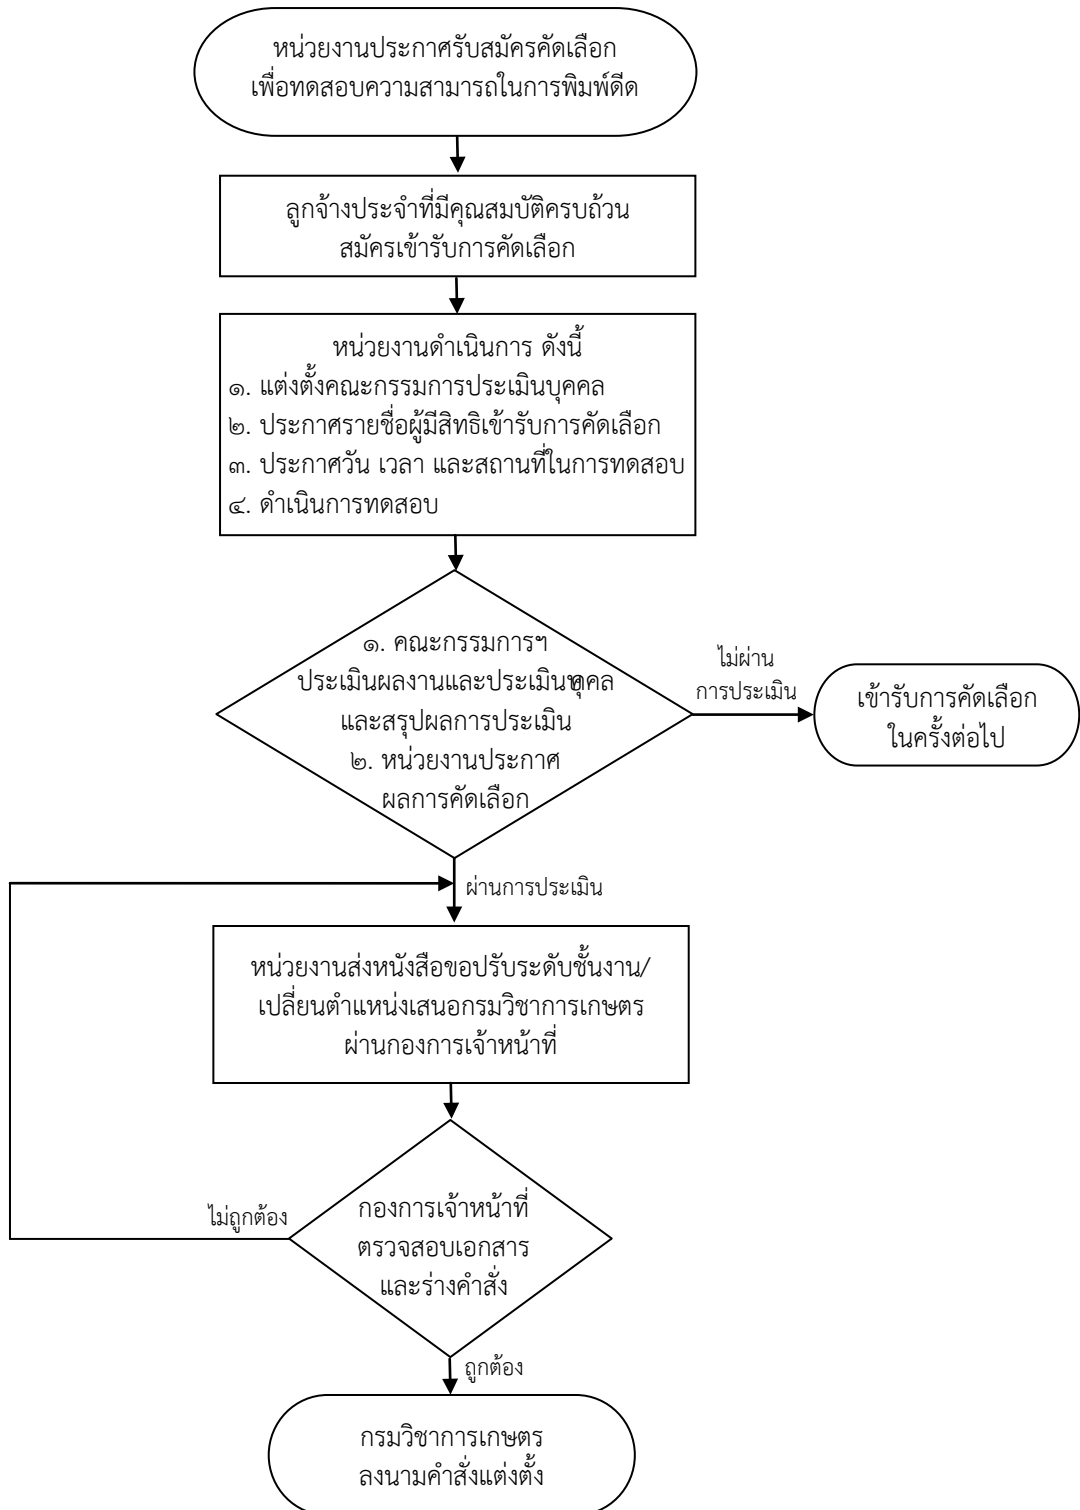 หน่วยงานประกาศรับสมัครคัดเลือก
เพื่อทดสอบความสามารถในการพิมพ์ดีด
ลูกจ้างประจำที่มีคุณสมบัติครบถ้วน
สมัครเข้ารับการคัดเลือก
หน่วยงานดำเนินการ ดังนี้
๑. แต่งตั้งคณะกรรมการประเมินบุคคล
๒. ประกาศรายชื่อผู้มีสิทธิเข้ารับการคัดเลือก
๓. ประกาศวัน เวลา และสถานที่ในการทดสอบ
๔. ดำเนินการทดสอบ
๑. คณะกรรมการฯ
ประเมินผลงานและประเมินบุคคล
และสรุปผลการประเมิน
๒. หน่วยงานประกาศ
ผลการคัดเลือก
ไม่ผ่าน
การประเมิน
เข้ารับการคัดเลือก
ในครั้งต่อไป
ผ่านการประเมิน
หน่วยงานส่งหนังสือขอปรับระดับชั้นงาน/
เปลี่ยนตำแหน่งเสนอกรมวิชาการเกษตร
ผ่านกองการเจ้าหน้าที่
ไม่ถูกต้อง
กองการเจ้าหน้าที่
ตรวจสอบเอกสาร
และร่างคำสั่ง
ถูกต้อง
กรมวิชาการเกษตร
ลงนามคำสั่งแต่งตั้ง